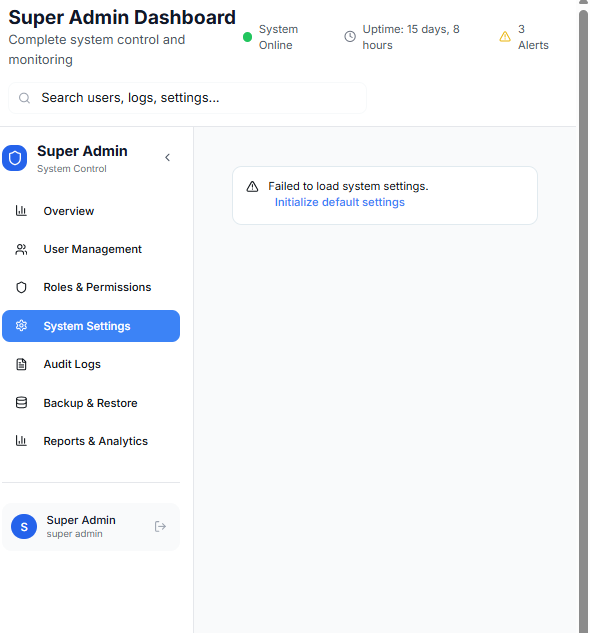 Super Admin Dashboard
Complete system control and
monitoring
System
Online
Uptime: 15 days, 8
hours
3
Alerts
Search users, logs, settings...
Super Admin
System Control
Overview
User Management
Roles & Permissions
System Settings
Audit Logs
Backup & Restore
Reports & Analytics
S
Super Admin
super admin
Failed to load system settings.
Initialize default settings